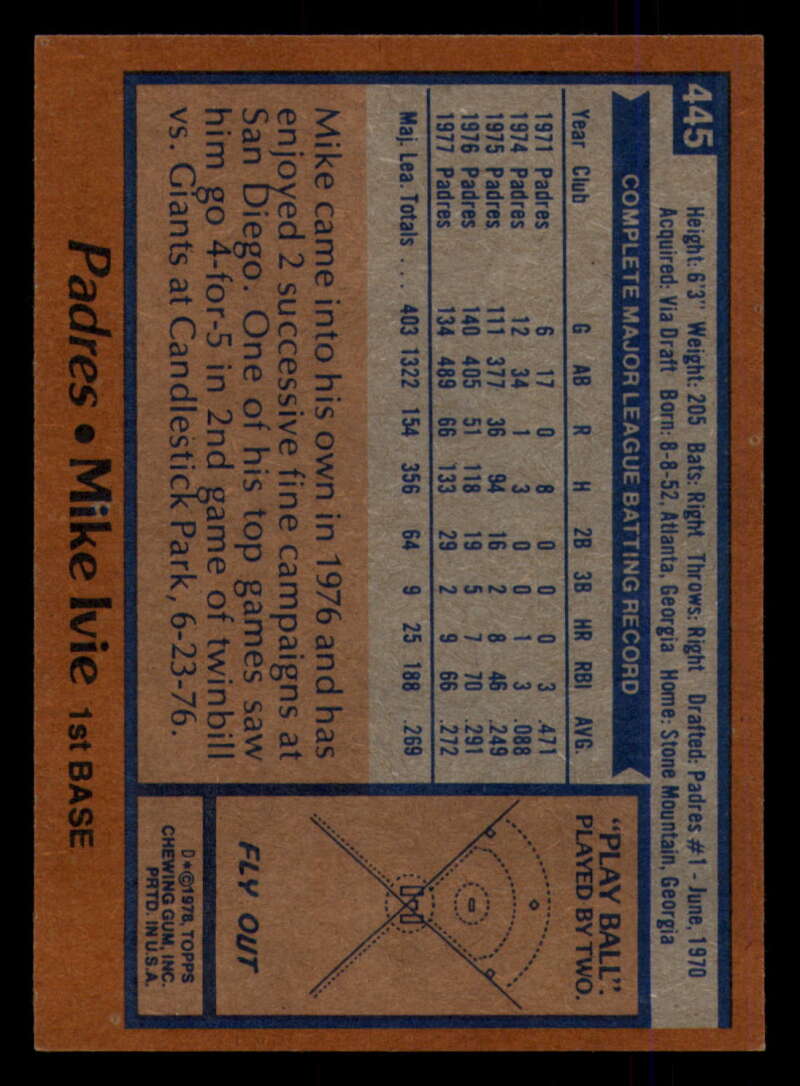 445
Height: 6'3" Weight: 205 Bats: Right Throws: Right Drafted: Padres #1 - June, 1970
Acquired: Via Draft Born: 8-8-52, Atlanta, Georgia Home: Stone Mountain, Georgia
COMPLETE MAJOR LEAGUE BATTING RECORD
Year Club G AB R H 2B 3B HR RBI AVG.
1971 Padres 6 17 0 8 0 0 0 3 .471
1974 Padres 12 34 1 3 0 0 1 3 .088
1975 Padres 111 377 36 94 16 2 8 46 .249
1976 Padres 140 405 51 118 19 5 7 70 .291
1977 Padres 134 489 66 133 29 2 9 66 .272
Maj. Lea. Totals ... 403 1322 154 356 64 9 25 188 .269
Mike came into his own in 1976 and has
enjoyed 2 successive fine campaigns at
San Diego. One of his top games saw
him go 4-for-5 in 2nd game of twinbill
vs. Giants at Candlestick Park, 6-23-76.
"PLAY BALL":
PLAYED BY TWO.
FLY OUT
D*©1978, TOPPS
CHEWING GUM, INC.
PRTD. IN U.S.A.
Padres • Mike Ivie 1st BASE